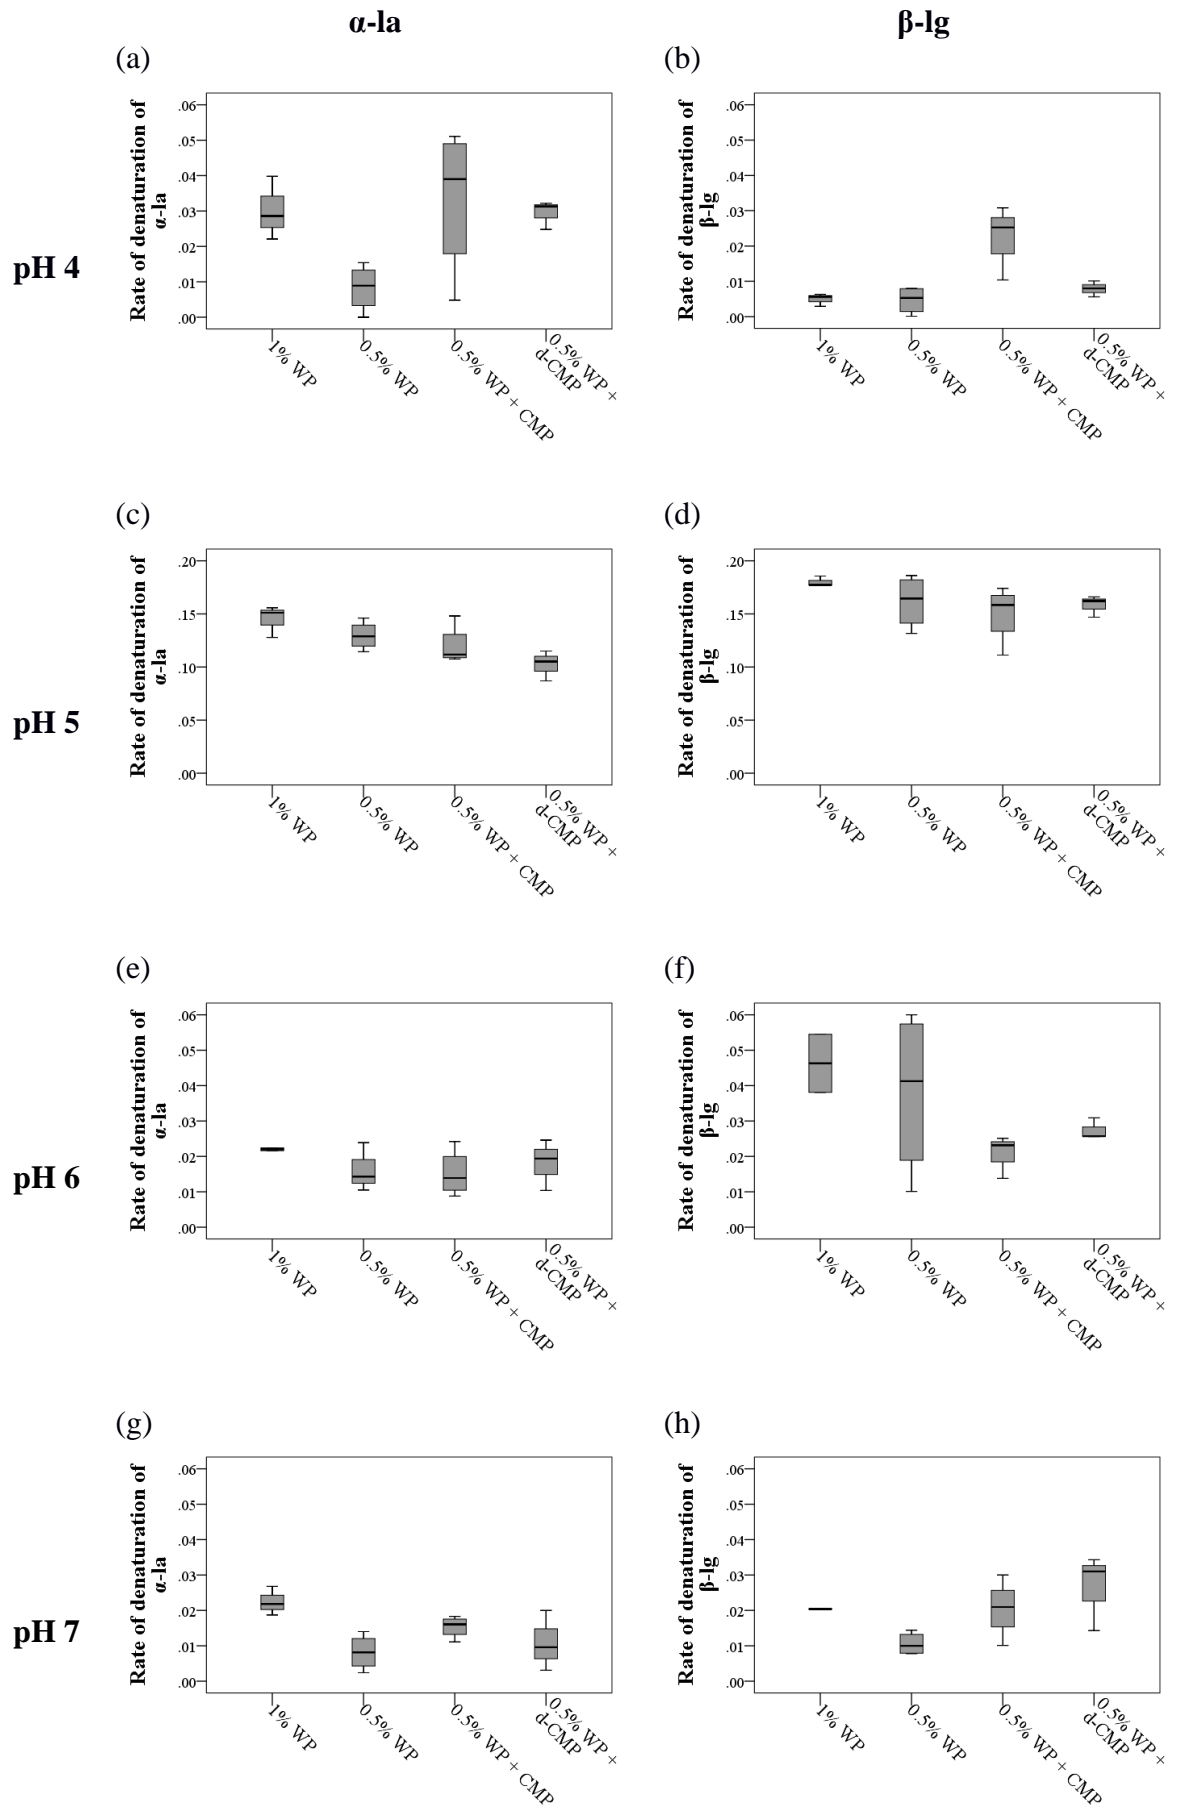 α-la
β-lg
(a)
(b)
pH 4
Rate of denaturation of
α-la
.06
.05
.04
.03
.02
.01
.00
1% WP
0.5% WP
0.5% WP + CMP
0.5% WP +
d-CMP
Rate of denaturation of
β-lg
.06
.05
.04
.03
.02
.01
.00
1% WP
0.5% WP
0.5% WP + CMP
0.5% WP +
d-CMP
(c)
(d)
pH 5
Rate of denaturation of
α-la
.20
.15
.10
.05
.00
1% WP
0.5% WP
0.5% WP + CMP
0.5% WP +
d-CMP
Rate of denaturation of
β-lg
.20
.15
.10
.05
.00
1% WP
0.5% WP
0.5% WP + CMP
0.5% WP +
d-CMP
(e)
(f)
pH 6
Rate of denaturation of
α-la
.06
.05
.04
.03
.02
.01
.00
1% WP
0.5% WP
0.5% WP + CMP
0.5% WP +
d-CMP
Rate of denaturation of
β-lg
.06
.05
.04
.03
.02
.01
.00
1% WP
0.5% WP
0.5% WP + CMP
0.5% WP +
d-CMP
(g)
(h)
pH 7
Rate of denaturation of
α-la
.06
.05
.04
.03
.02
.01
.00
1% WP
0.5% WP
0.5% WP + CMP
0.5% WP +
d-CMP
Rate of denaturation of
β-lg
.06
.05
.04
.03
.02
.01
.00
1% WP
0.5% WP
0.5% WP + CMP
0.5% WP +
d-CMP